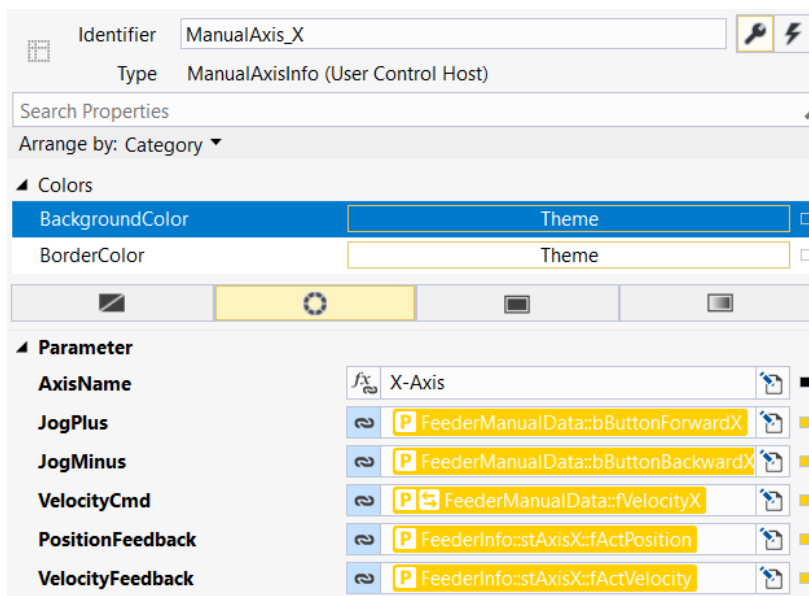 Identifier ManualAxis_X
Type ManualAxisInfo (User Control Host)
Search Properties
Arrange by: Category
Colors
BackgroundColor Theme
BorderColor Theme
Parameter
AxisName fx X-Axis
JogPlus P FeederManualData::bButtonForwardX
JogMinus P FeederManualData::bButtonBackwardX
VelocityCmd P FeederManualData::fVelocityX
PositionFeedback P FeederInfo::stAxisX::fActPosition
VelocityFeedback P FeederInfo::stAxisX::fActVelocity